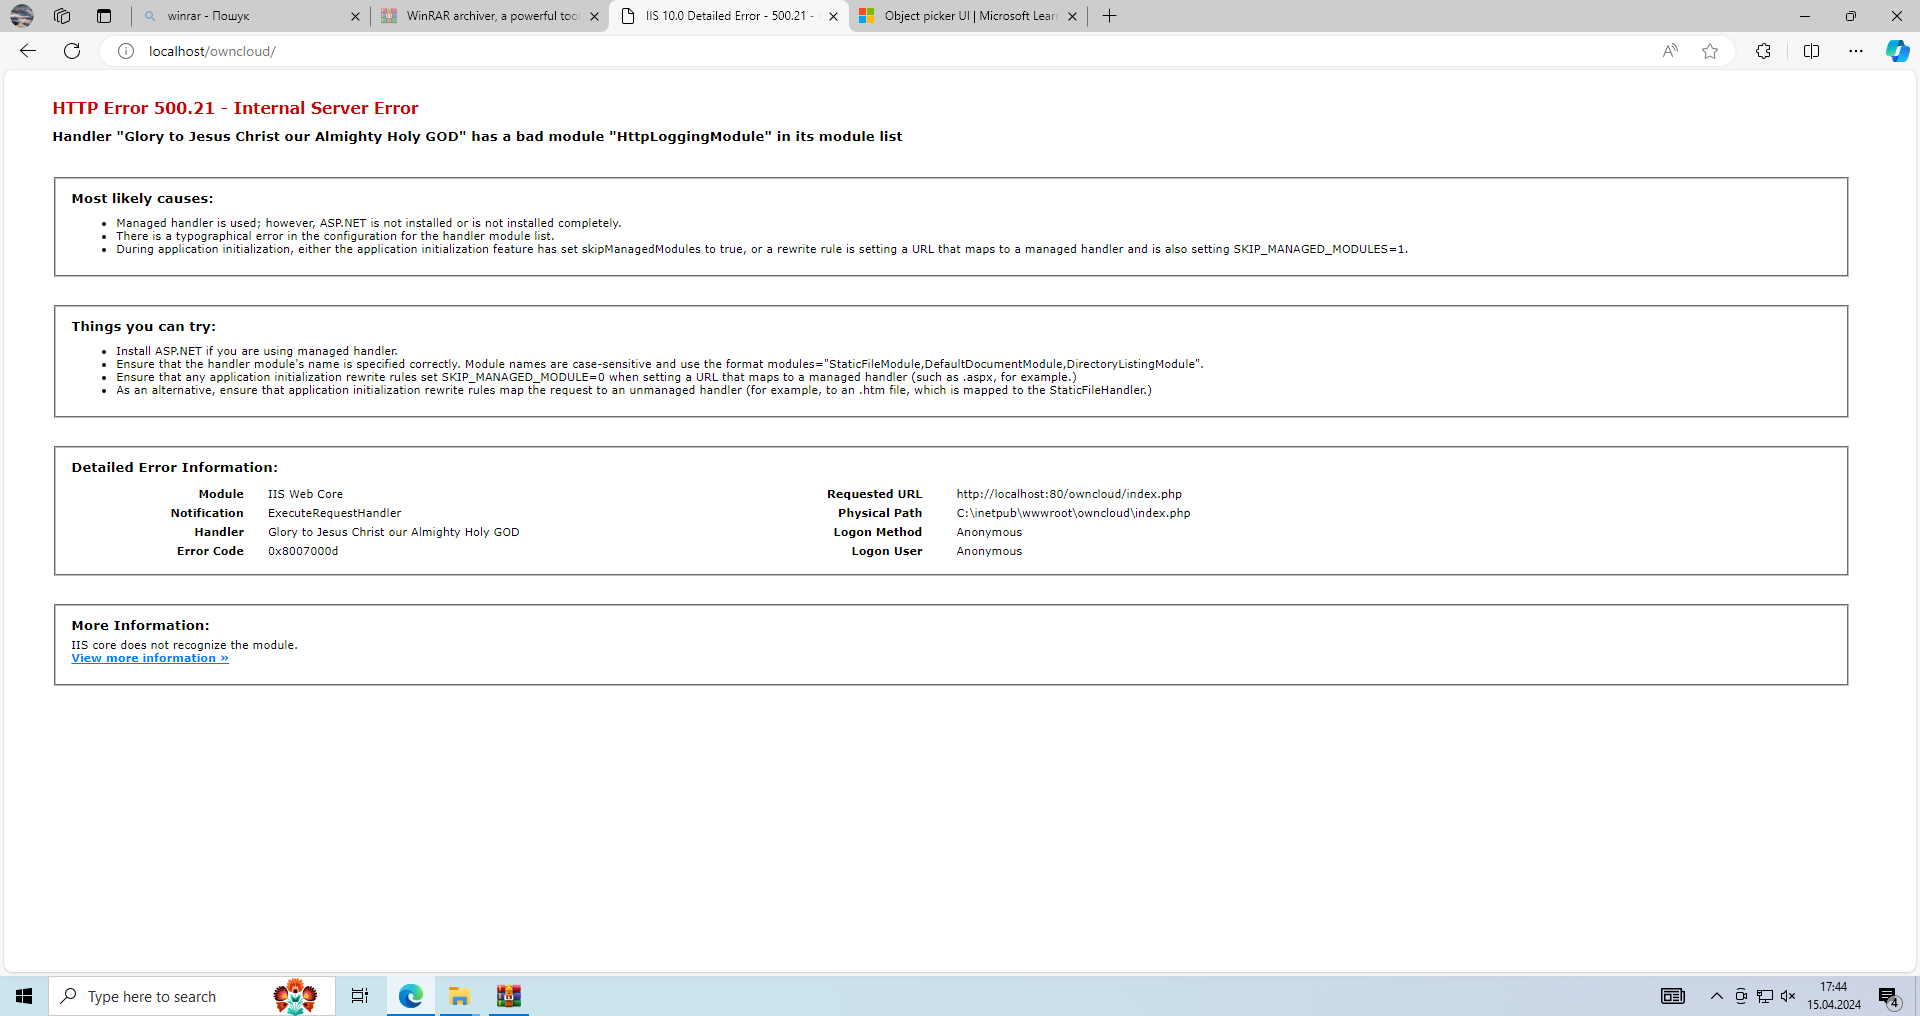 winrar - Пошук
WinRAR archiver, a powerful tool
IIS 10.0 Detailed Error - 500.21 -
Object picker UI | Microsoft Lear
localhost/owncloud/
HTTP Error 500.21 - Internal Server Error
Handler "Glory to Jesus Christ our Almighty Holy GOD" has a bad module "HttpLoggingModule" in its module list
Most likely causes:
Managed handler is used; however, ASP.NET is not installed or is not installed completely.
There is a typographical error in the configuration for the handler module list.
During application initialization, either the application initialization feature has set skipManagedModules to true, or a rewrite rule is setting a URL that maps to a managed handler and is also setting SKIP_MANAGED_MODULES=1.
Things you can try:
Install ASP.NET if you are using managed handler.
Ensure that the handler module's name is specified correctly. Module names are case-sensitive and use the format modules="StaticFileModule,DefaultDocumentModule,DirectoryListingModule".
Ensure that any application initialization rewrite rules set SKIP_MANAGED_MODULE=0 when setting a URL that maps to a managed handler (such as .aspx, for example.)
As an alternative, ensure that application initialization rewrite rules map the request to an unmanaged handler (for example, to an .htm file, which is mapped to the StaticFileHandler.)
Detailed Error Information:
Module IIS Web Core
Notification ExecuteRequestHandler
Handler Glory to Jesus Christ our Almighty Holy GOD
Error Code 0x8007000d
Requested URL http://localhost:80/owncloud/index.php
Physical Path C:\inetpub\wwwroot\owncloud\index.php
Logon Method Anonymous
Logon User Anonymous
More Information:
IIS core does not recognize the module.
View more information »
Type here to search
17:44
15.04.2024
4